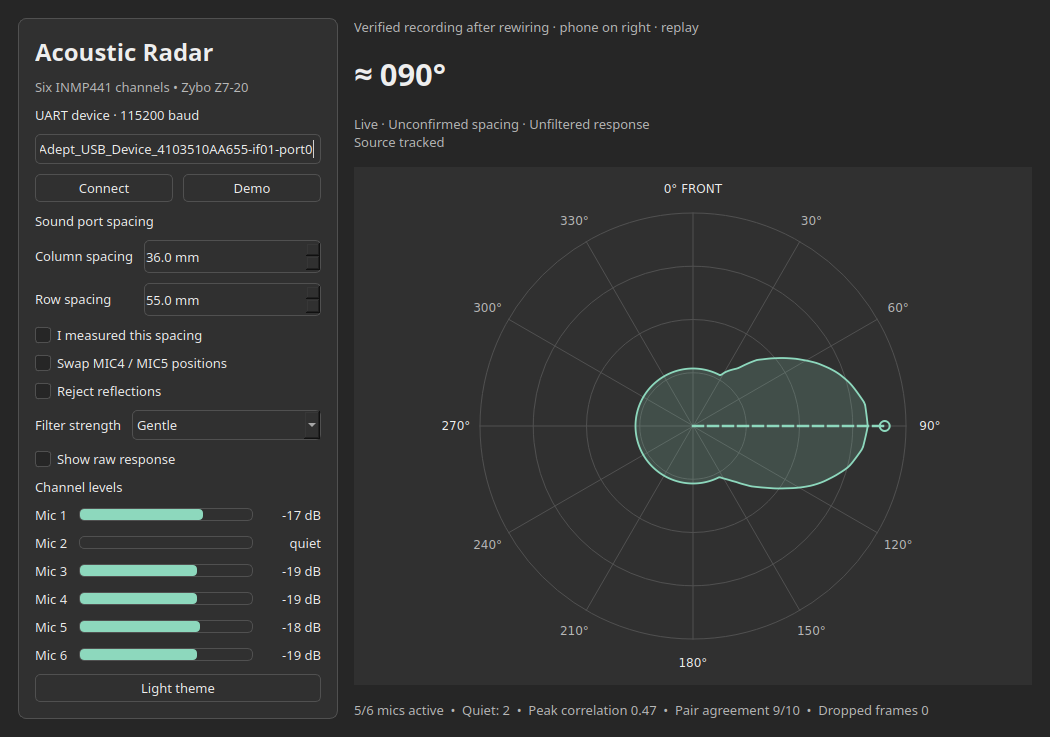 Acoustic Radar
Six INMP441 channels • Zybo Z7-20
UART device · 115200 baud
Adept_USB_Device_4103510AA655-if01-port0
Connect
Demo
Sound port spacing
Column spacing 36.0 mm
Row spacing 55.0 mm
I measured this spacing
Swap MIC4 / MIC5 positions
Reject reflections
Filter strength Gentle
Show raw response
Channel levels
Mic 1 -17 dB
Mic 2 quiet
Mic 3 -19 dB
Mic 4 -19 dB
Mic 5 -18 dB
Mic 6 -19 dB
Light theme
Verified recording after rewiring · phone on right · replay
≈ 090°
Live · Unconfirmed spacing · Unfiltered response
Source tracked
0° FRONT
330°
30°
300°
60°
270°
90°
240°
120°
210°
150°
180°
5/6 mics active • Quiet: 2 • Peak correlation 0.47 • Pair agreement 9/10 • Dropped frames 0